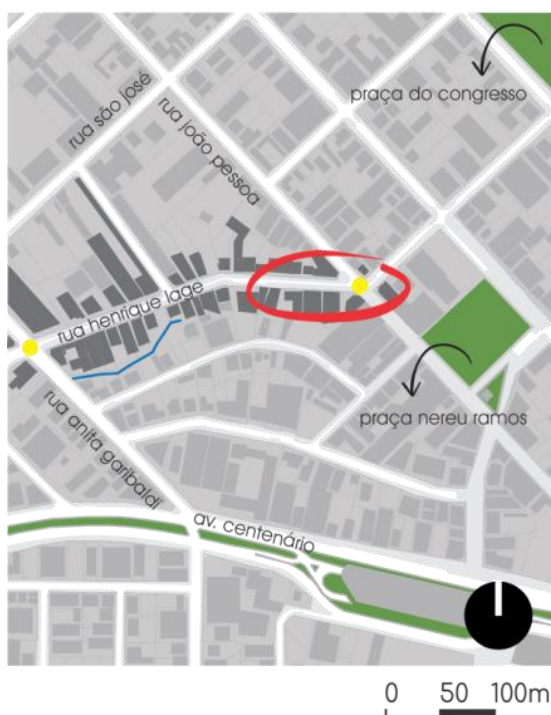 praça do congresso
rua são josé
rua joão pessoa
rua henrique lage
praça nereu ramos
rua anita garibaldi
av. centenário
0 50 100m